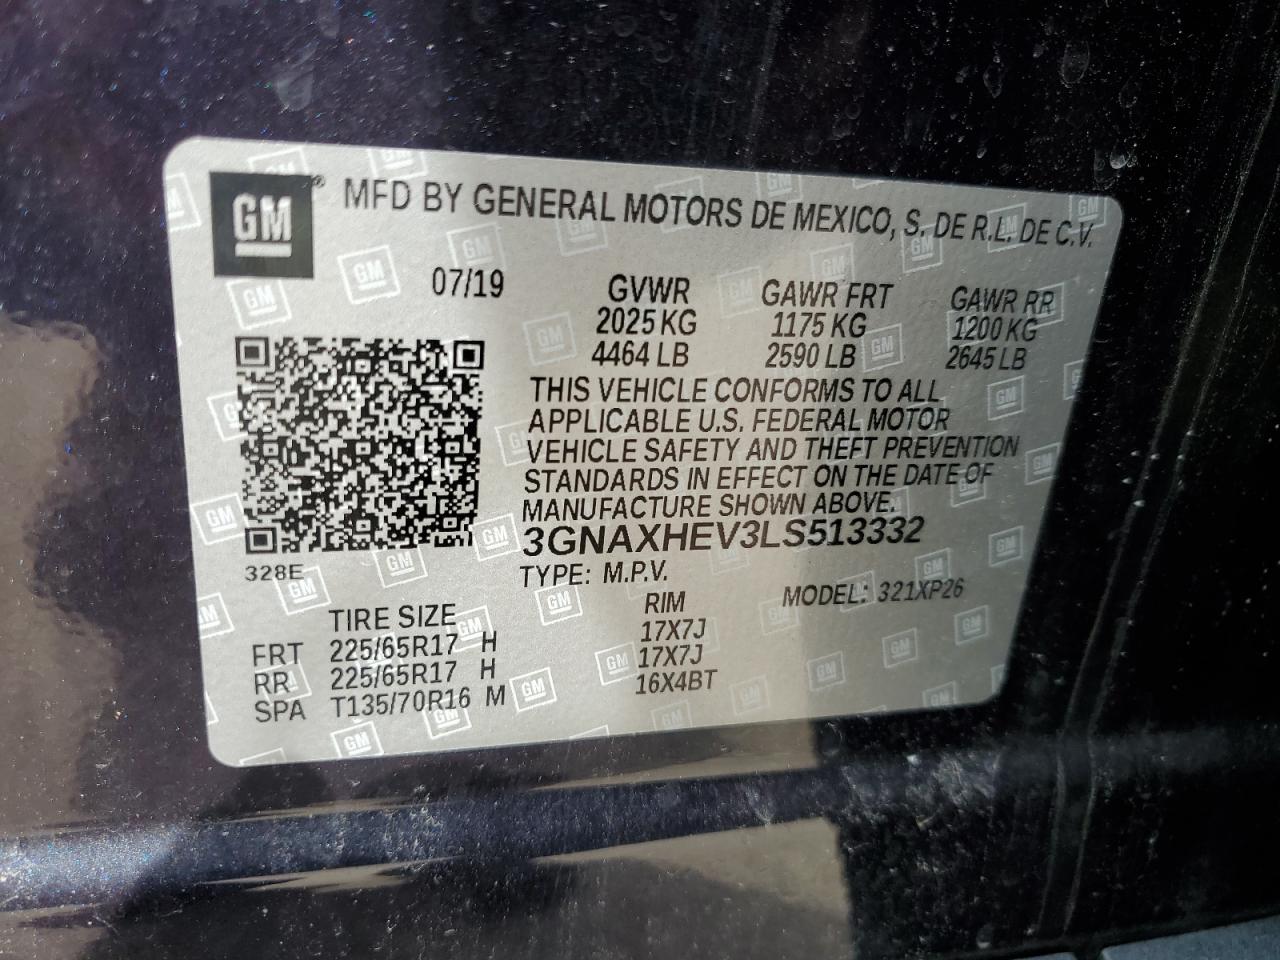 GM® MFD BY GENERAL MOTORS DE MEXICO, S. DE R.L. DE C.V.
07/19 GVWR GAWR FRT GAWR RR
2025 KG 1175 KG 1200 KG
4464 LB 2590 LB 2645 LB
THIS VEHICLE CONFORMS TO ALL
APPLICABLE U.S. FEDERAL MOTOR
VEHICLE SAFETY AND THEFT PREVENTION
STANDARDS IN EFFECT ON THE DATE OF
MANUFACTURE SHOWN ABOVE.
3GNAXHEV3LS513332
328E TYPE: M.P.V. MODEL: 321XP26
TIRE SIZE RIM
FRT 225/65R17 H 17X7J
RR 225/65R17 H 17X7J
SPA T135/70R16 M 16X4BT